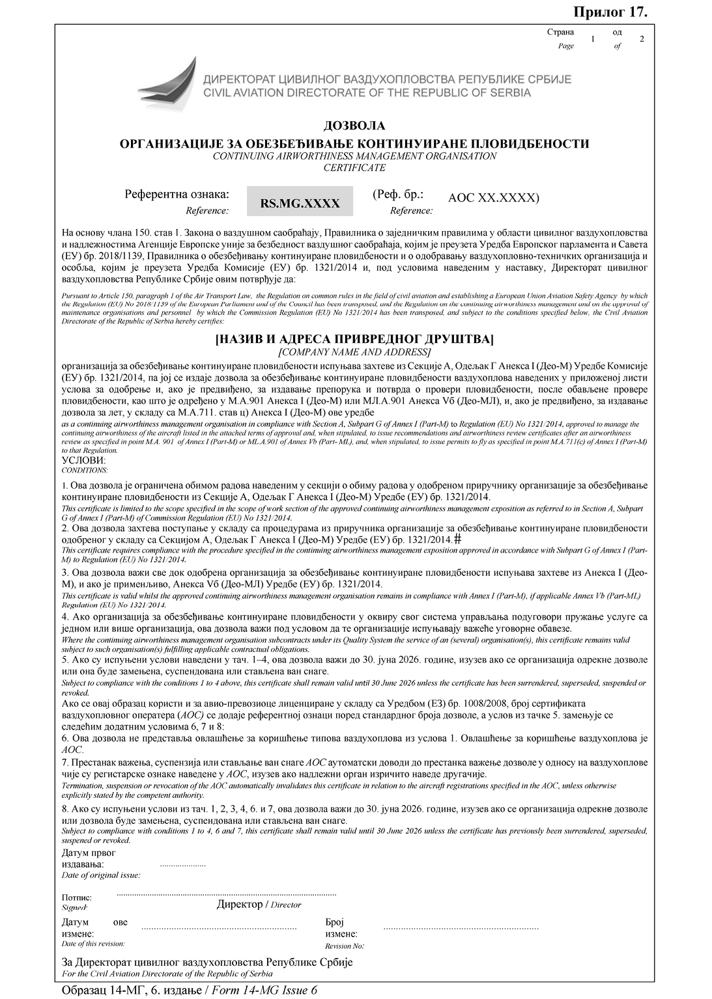 Прилог 17.
Страна 1 од 2
Page of
ДИРЕКТОРАТ ЦИВИЛНОГ ВАЗДУХОПЛОВСТВА РЕПУБЛИКЕ СРБИЈЕ
CIVIL AVIATION DIRECTORATE OF THE REPUBLIC OF SERBIA
ДОЗВОЛА
ОРГАНИЗАЦИЈЕ ЗА ОБЕЗБЕЂИВАЊЕ КОНТИНУИРАНЕ ПЛОВИДБЕНОСТИ
CONTINUING AIRWORTHINESS MANAGEMENT ORGANISATION
CERTIFICATE
Референтна ознака: RS.MG.XXXX (Реф. бр.: АОС XX.XXXX)
Reference: Reference:
На основу члана 150. став 1. Закона о ваздушном саобраћају, Правилника о заједничким правилима у области цивилног ваздухопловства
и надлежностима Агенције Европске уније за безбедност ваздушног саобраћаја, којим је преузета Уредба Европског парламента и Савета
(ЕУ) бр. 2018/1139, Правилника о обезбеђивању континуиране пловидбености и о одобравању ваздухопловно-техничких организација и
особља, којим је преузета Уредба Комисије (ЕУ) бр. 1321/2014 и, под условима наведеним у наставку, Директорат цивилног
ваздухопловства Републике Србије овим потврђује да:
Pursuant to Article 150, paragraph 1 of the Air Transport Law, the Regulation on common rules in the field of civil aviation and establishing a European Union Aviation Safety Agency by which
the Regulation (EU) No 2018/1139 of the European Parliament and of the Council has been transposed, and the Regulation on the continuing airworthiness management and on the approval of
maintenance organisations and personnel by which the Commission Regulation (EU) No 1321/2014 has been transposed, and subject to the conditions specified below, the Civil Aviation
Directorate of the Republic of Serbia hereby certifies:
[НАЗИВ И АДРЕСА ПРИВРЕДНОГ ДРУШТВА]
[COMPANY NAME AND ADDRESS]
организација за обезбеђивање континуиране пловидбености испуњава захтеве из Секције А, Одељак Г Анекса I (Део-М) Уредбе Комисије
(ЕУ) бр. 1321/2014, па јој се издаје дозвола за обезбеђивање континуиране пловидбености ваздухоплова наведених у приложеној листи
услова за одобрење и, ако је предвиђено, за издавање препорука и потврда о провери пловидбености, после обављене провере
пловидбености, као што је одређено у М.А.901 Анекса I (Део-М) или МЛ.А.901 Анекса Vб (Део-МЛ), и, ако је предвиђено, за издавање
дозвола за лет, у складу са М.А.711. став ц) Анекса I (Део-М) ове уредбе
as a continuing airworthiness management organisation in compliance with Section A, Subpart G of Annex I (Part-M) to Regulation (EU) No 1321/2014, approved to manage the
continuing airworthiness of the aircraft listed in the attached terms of approval and, when stipulated, to issue recommendations and airworthiness review certificates after an airworthiness
review as specified in point M.A. 901 of Annex I (Part-M) or ML.A.901 of Annex Vb (Part- ML), and, when stipulated, to issue permits to fly as specified in point M.A.711(c) of Annex I (Part-M)
to that Regulation.
УСЛОВИ:
CONDITIONS:
1. Ова дозвола је ограничена обимом радова наведеним у секцији о обиму радова у одобреном приручнику организације за обезбеђивање
континуиране пловидбености из Секције А, Одељак Г Анекса I (Део-М) Уредбе (ЕУ) бр. 1321/2014.
This certificate is limited to the scope specified in the scope of work section of the approved continuing airworthiness management exposition as referred to in Section A, Subpart
G of Annex I (Part-M) of Commission Regulation (EU) No 1321/2014.
2. Ова дозвола захтева поступање у складу са процедурама из приручника организације за обезбеђивање континуиране пловидбености
одобреног у складу са Секцијом А, Одељак Г Анекса I (Део-М) Уредбе (ЕУ) бр. 1321/2014.#
This certificate requires compliance with the procedure specified in the continuing airworthiness management exposition approved in accordance with Subpart G of Annex I (Part-
M) to Regulation (EU) No 1321/2014.
3. Ова дозвола важи све док одобрена организација за обезбеђивање континуиране пловидбености испуњава захтеве из Анекса I (Део-
М), и ако је применљиво, Анекса Vб (Део-МЛ) Уредбе (ЕУ) бр. 1321/2014.
This certificate is valid whilst the approved continuing airworthiness management organisation remains in compliance with Annex I (Part-M), if applicable Annex Vb (Part-ML)
Regulation (EU) No 1321/2014.
4. Ако организација за обезбеђивање континуиране пловидбености у оквиру свог система управљања подуговори пружање услуге са
једном или више организација, ова дозвола важи под условом да те организације испуњавају важеће уговорне обавезе.
Where the continuing airworthiness management organisation subcontracts under its Quality System the service of an (several) organisation(s), this certificate remains valid
subject to such organisation(s) fulfilling applicable contractual obligations.
5. Ако су испуњени услови наведени у тач. 1–4, ова дозвола важи до 30. јуна 2026. године, изузев ако се организација одрекне дозволе
или она буде замењена, суспендована или стављена ван снаге.
Subject to compliance with the conditions 1 to 4 above, this certificate shall remain valid until 30 June 2026 unless the certificate has been surrendered, superseded, suspended or
revoked.
Ако се овај образац користи и за авио-превозиоце лиценциране у складу са Уредбом (ЕЗ) бр. 1008/2008, број сертификата
ваздухопловног оператера (АОС) се додаје референтној ознаци поред стандардног броја дозволе, а услов из тачке 5. замењује се
следећим додатним условима 6, 7 и 8:
6. Ова дозвола не представља овлашћење за коришћење типова ваздухоплова из услова 1. Овлашћење за коришћење ваздухоплова је
АОС.
7. Престанак важења, суспензија или стављање ван снаге АОС аутоматски доводи до престанка важење дозволе у односу на ваздухоплове
чије су регистарске ознаке наведене у АОС, изузев ако надлежни орган изричито наведе другачије.
Termination, suspension or revocation of the AOC automatically invalidates this certificate in relation to the aircraft registrations specified in the AOC, unless otherwise
explicitly stated by the competent authority.
8. Ако су испуњени услови из тач. 1, 2, 3, 4, 6. и 7, ова дозвола важи до 30. јуна 2026. године, изузев ако се организација одрекне дозволе
или дозвола буде замењена, суспендована или стављена ван снаге.
Subject to compliance with conditions 1 to 4, 6 and 7, this certificate shall remain valid until 30 June 2026 unless the certificate has previously been surrendered, superseded,
suspened or revoked.
Датум првог
издавања: .....................
Date of original issue:
Потпис: ..........................................................................................
Signed:
Директор / Director
Датум ове Број
измене: ................................................ измене: ................................................
Date of this revision: Revision No:
За Директорат цивилног ваздухопловства Републике Србије
For the Civil Aviation Directorate of the Republic of Serbia
Образац 14-МГ, 6. издање / Form 14-MG Issue 6